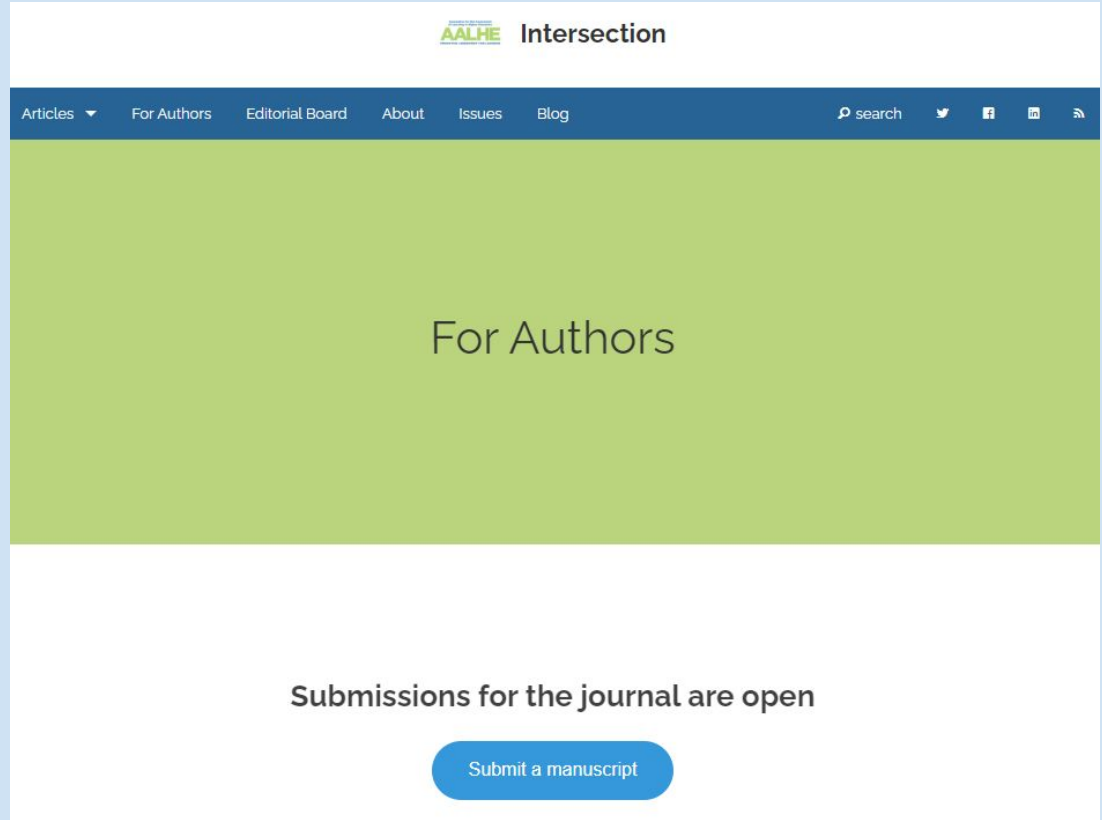 AALHE Intersection
Articles For Authors Editorial Board About Issues Blog search
For Authors
Submissions for the journal are open
Submit a manuscript